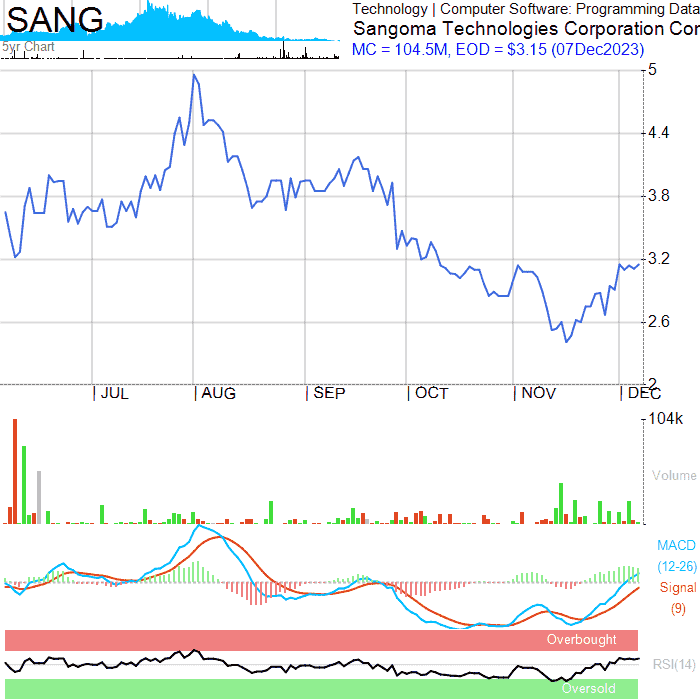 SANG
5yr Chart
Technology | Computer Software: Programming Data
Sangoma Technologies Corporation Cor
MC = 104.5M, EOD = $3.15 (07Dec2023)
5
4.4
3.8
3.2
2.6
2
JUL AUG SEP OCT NOV DEC
104k
Volume
MACD
(12-26)
Signal
(9)
Overbought
RSI(14)
Oversold